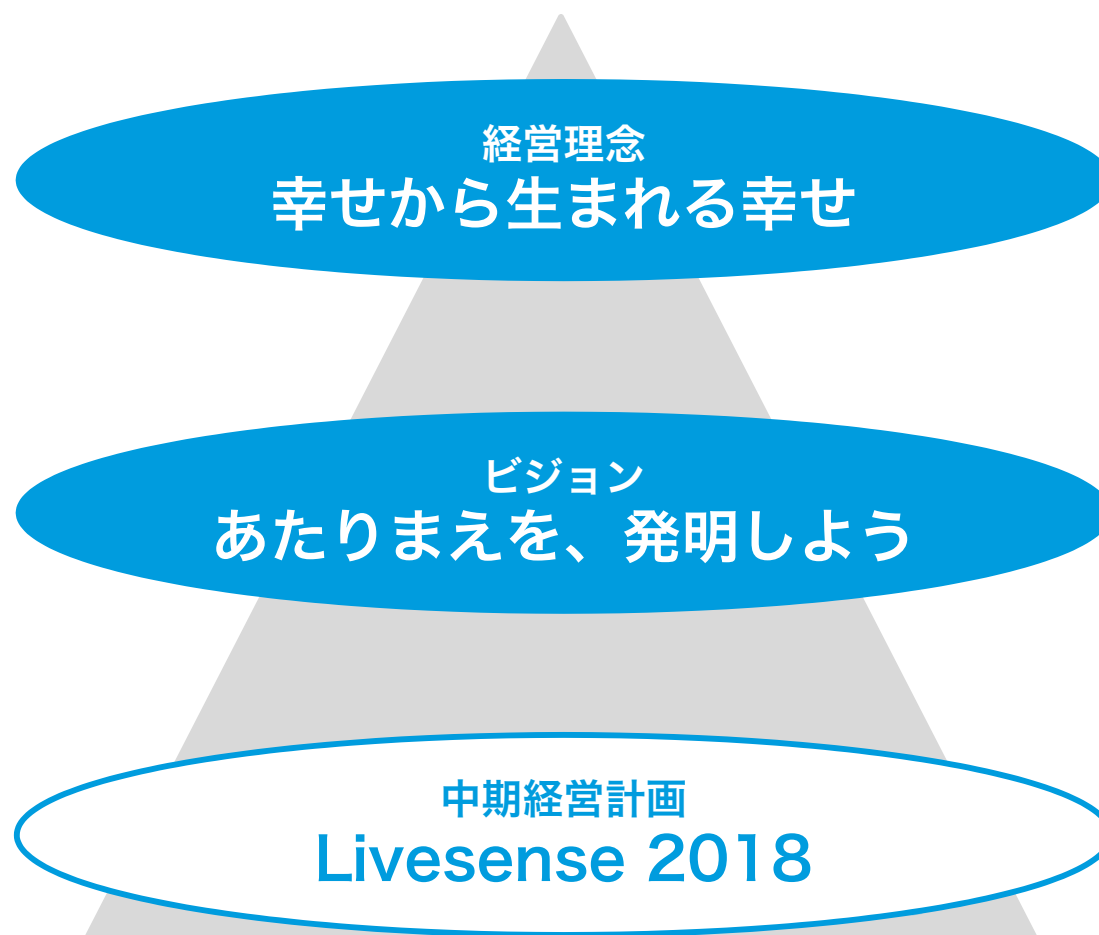 経営理念
幸せから生まれる幸せ
ビジョン
あたりまえを、発明しよう
中期経営計画
Livesense 2018